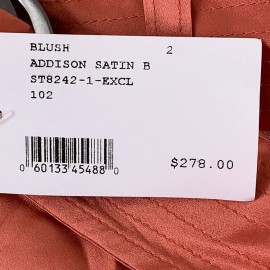 BLUSH 2
ADDISON SATIN B
ST8242-1-EXCL
102
0 60133 45488 0
$278.00